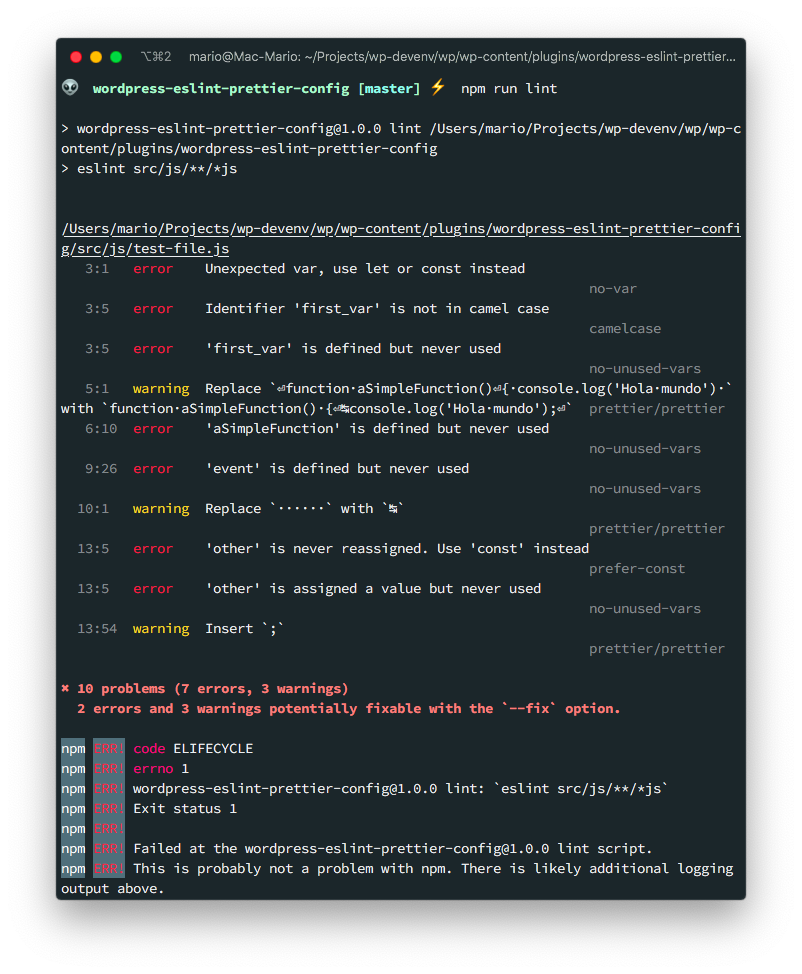 ⌥⌘2 mario@Mac-Mario: ~/Projects/wp-devenv/wp/wp-content/plugins/wordpress-eslint-prettier...
👽 wordpress-eslint-prettier-config [master] ⚡ npm run lint
> wordpress-eslint-prettier-config@1.0.0 lint /Users/mario/Projects/wp-devenv/wp/wp-c
ontent/plugins/wordpress-eslint-prettier-config
> eslint src/js/**/*js
/Users/mario/Projects/wp-devenv/wp/wp-content/plugins/wordpress-eslint-prettier-confi
g/src/js/test-file.js
3:1 error Unexpected var, use let or const instead
no-var
3:5 error Identifier 'first_var' is not in camel case
camelcase
3:5 error 'first_var' is defined but never used
no-unused-vars
5:1 warning Replace `⏎function·aSimpleFunction()⏎{·console.log('Hola·mundo')·`
with `function·aSimpleFunction()·{⏎↹console.log('Hola·mundo');⏎` prettier/prettier
6:10 error 'aSimpleFunction' is defined but never used
no-unused-vars
9:26 error 'event' is defined but never used
no-unused-vars
10:1 warning Replace `······` with `↹`
prettier/prettier
13:5 error 'other' is never reassigned. Use 'const' instead
prefer-const
13:5 error 'other' is assigned a value but never used
no-unused-vars
13:54 warning Insert `;`
prettier/prettier
✖ 10 problems (7 errors, 3 warnings)
2 errors and 3 warnings potentially fixable with the `--fix` option.
npm ERR! code ELIFECYCLE
npm ERR! errno 1
npm ERR! wordpress-eslint-prettier-config@1.0.0 lint: `eslint src/js/**/*js`
npm ERR! Exit status 1
npm ERR!
npm ERR! Failed at the wordpress-eslint-prettier-config@1.0.0 lint script.
npm ERR! This is probably not a problem with npm. There is likely additional logging
output above.